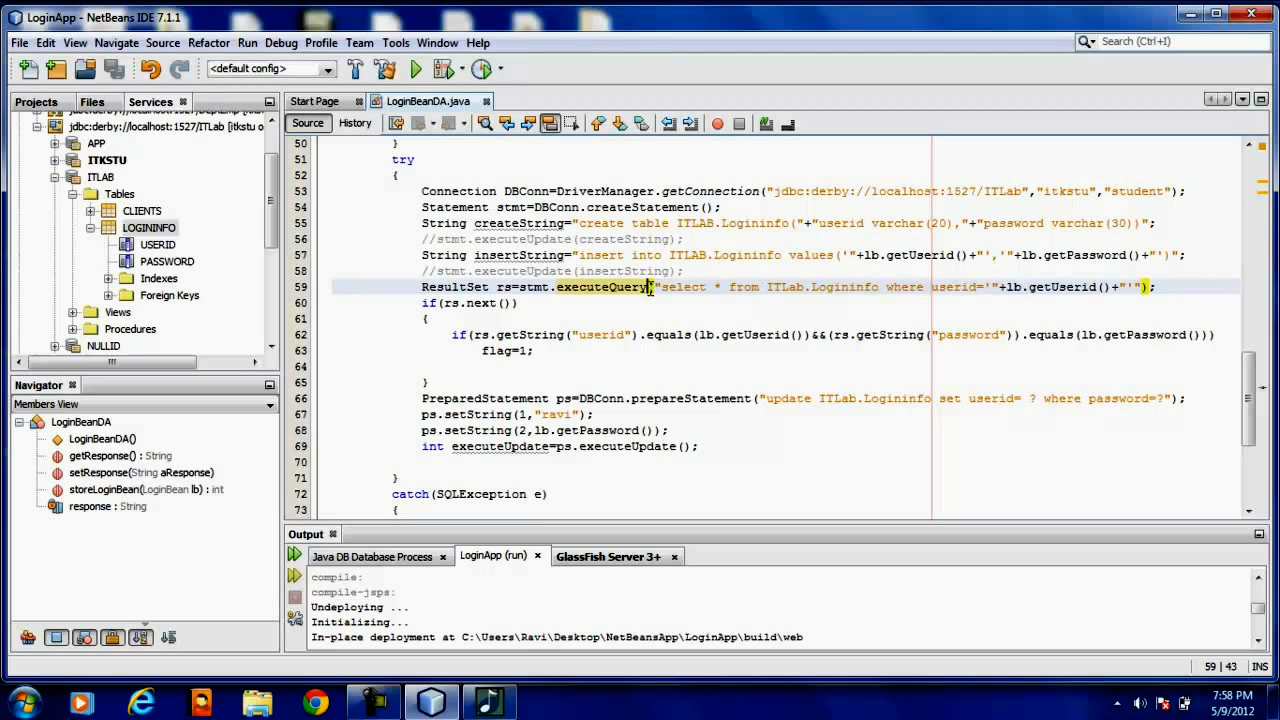 LoginApp - NetBeans IDE 7.1.1
File Edit View Navigate Source Refactor Run Debug Profile Team Tools Window Help
Search (Ctrl+I)
<default config>
Projects Files Services
Start Page LoginBeanDA.java
Source History
jdbc:derby://localhost:1527/ITLab [itkstu o
APP
ITKSTU
ITLAB
Tables
CLIENTS
LOGININFO
USERID
PASSWORD
Indexes
Foreign Keys
Views
Procedures
NULLID
50 }
51 try
52 {
53 Connection DBConn=DriverManager.getConnection("jdbc:derby://localhost:1527/ITLab","itkstu","student");
54 Statement stmt=DBConn.createStatement();
55 String createString="create table ITLAB.Logininfo("+"userid varchar(20),"+"password varchar(30))";
56 //stmt.executeUpdate(createString);
57 String insertString="insert into ITLAB.Logininfo values('"+lb.getUserid()+"','"+lb.getPassword()+"')";
58 //stmt.executeUpdate(insertString);
59 ResultSet rs=stmt.executeQuery("select * from ITLab.Logininfo where userid='"+lb.getUserid()+"'");
60 if(rs.next())
61 {
62 if(rs.getString("userid").equals(lb.getUserid())&&(rs.getString("password")).equals(lb.getPassword()))
63 flag=1;
64
65 }
66 PreparedStatement ps=DBConn.prepareStatement("update ITLab.Logininfo set userid= ? where password=?");
67 ps.setString(1,"ravi");
68 ps.setString(2,lb.getPassword());
69 int executeUpdate=ps.executeUpdate();
70
71 }
72 catch(SQLException e)
73 {
Navigator
Members View
LoginBeanDA
LoginBeanDA()
getResponse() : String
setResponse(String aResponse)
storeLoginBean(LoginBean lb) : int
response : String
Output
Java DB Database Process LoginApp (run) GlassFish Server 3+
compile:
compile-jsps:
Undeploying ...
Initializing...
In-place deployment at C:\Users\Ravi\Desktop\NetBeansApp\LoginApp\build\web
59 | 43 INS
7:58 PM
5/9/2012